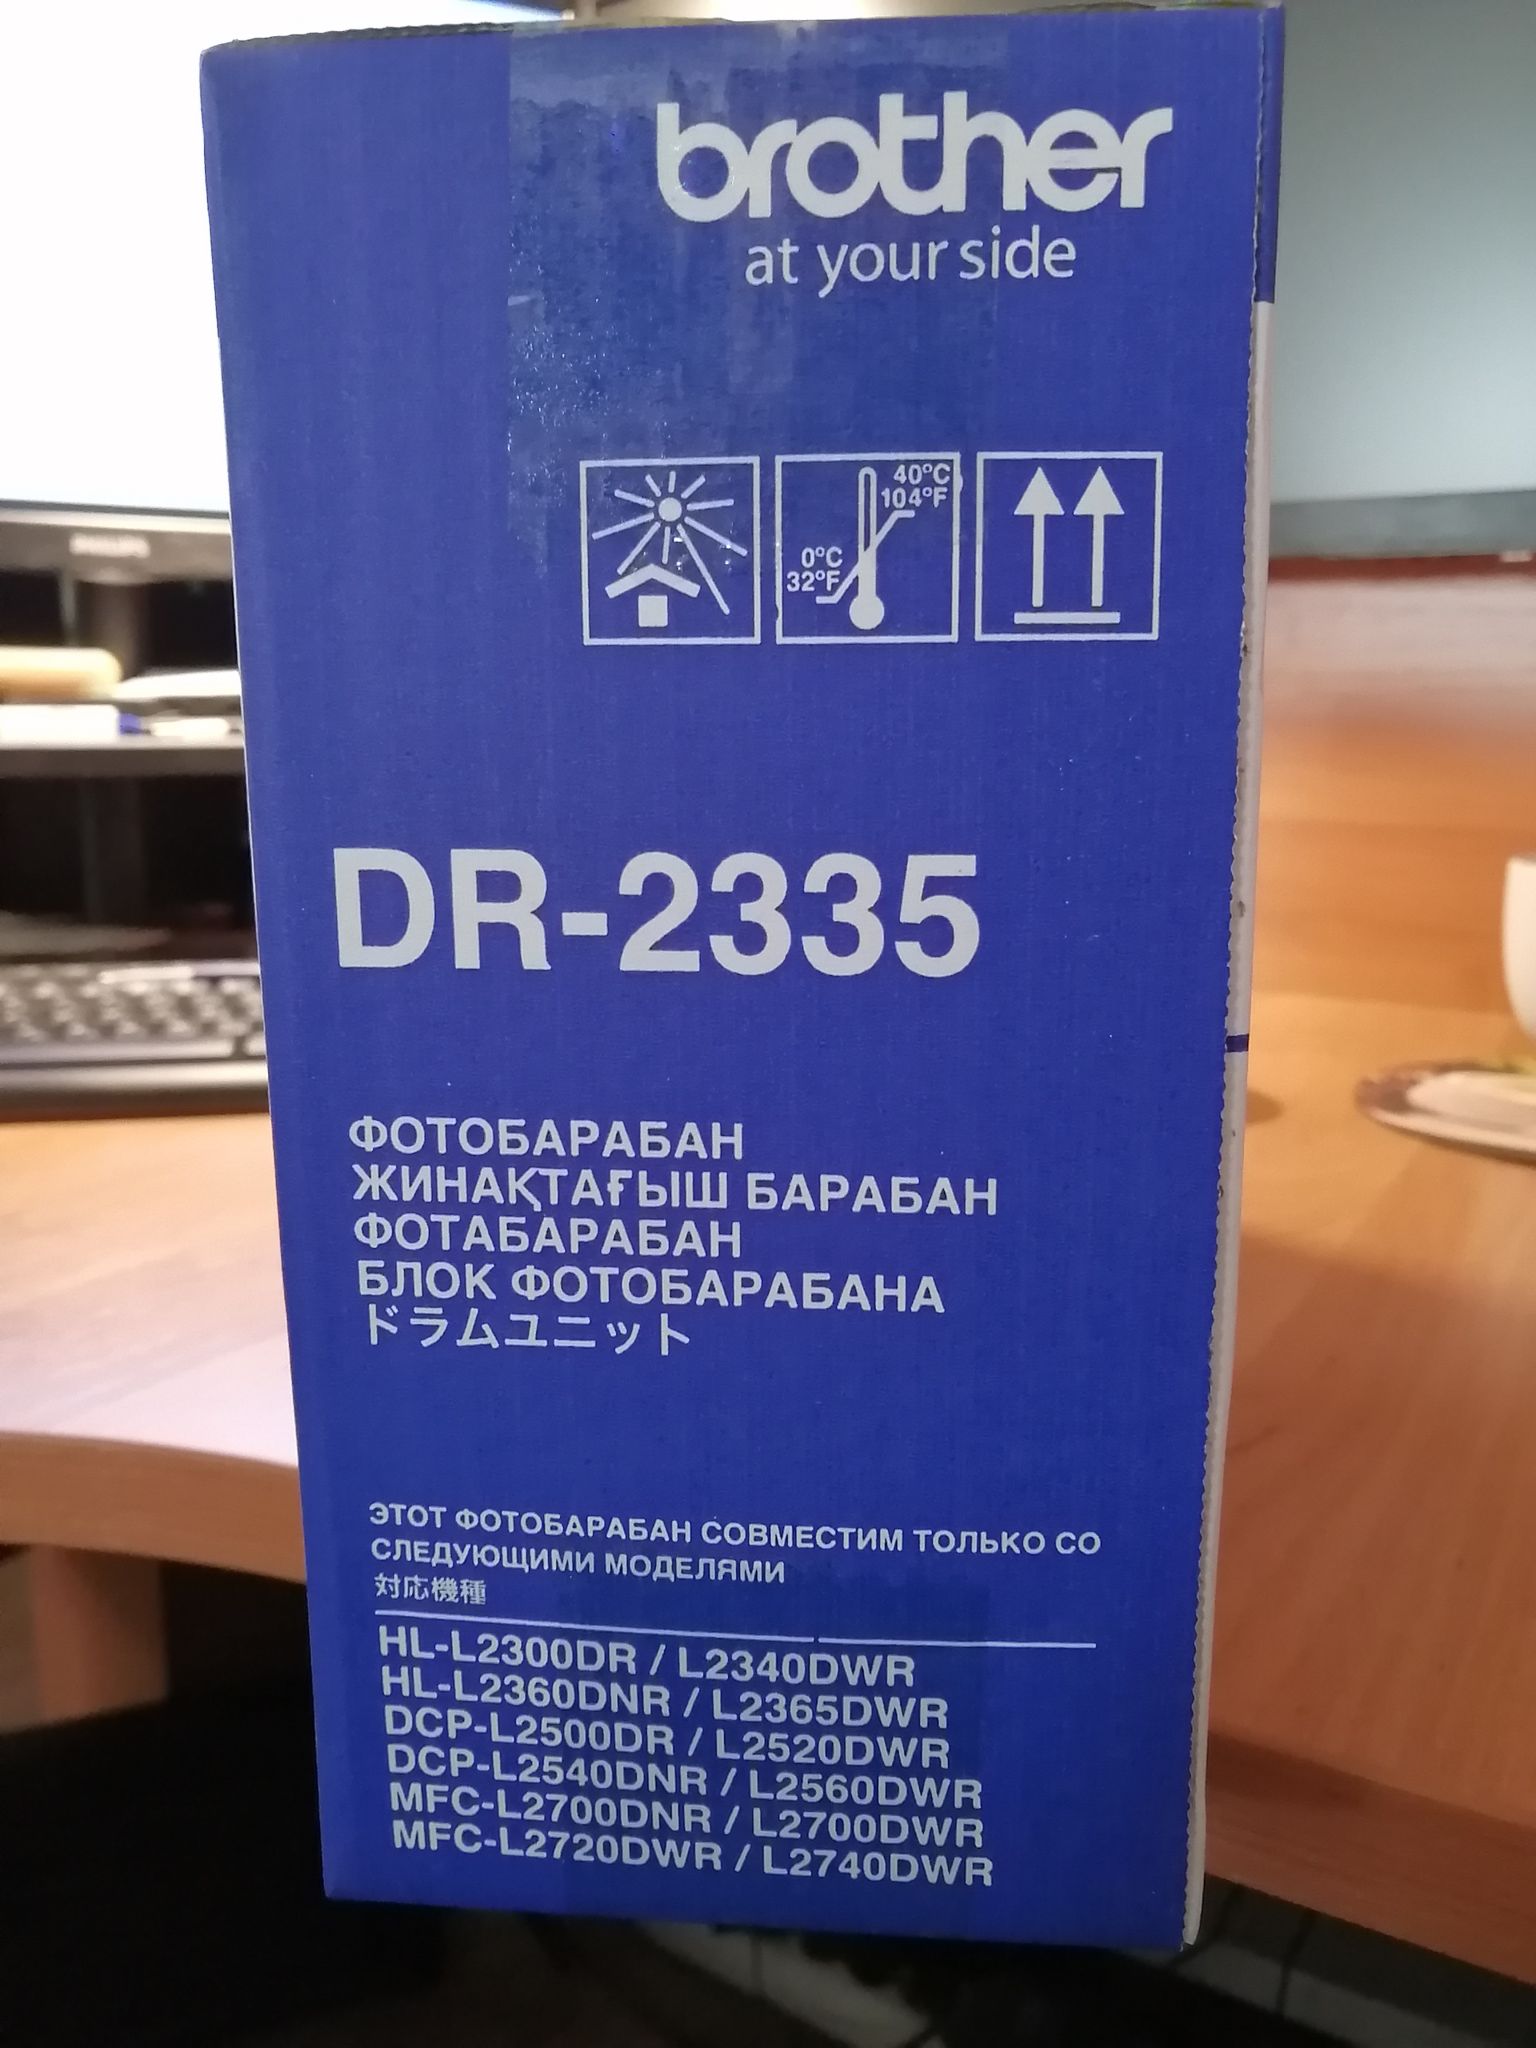 brother
at your side
40°C
104°F
0°C
32°F
DR-2335
ФОТОБАРАБАН
ЖИНАҚТАҒЫШ БАРАБАН
ФОТАБАРАБАН
БЛОК ФОТОБАРАБАНА
ドラムユニット
ЭТОТ ФОТОБАРАБАН СОВМЕСТИМ ТОЛЬКО СО
СЛЕДУЮЩИМИ МОДЕЛЯМИ
対応機種
HL-L2300DR / L2340DWR
HL-L2360DNR / L2365DWR
DCP-L2500DR / L2520DWR
DCP-L2540DNR / L2560DWR
MFC-L2700DNR / L2700DWR
MFC-L2720DWR / L2740DWR